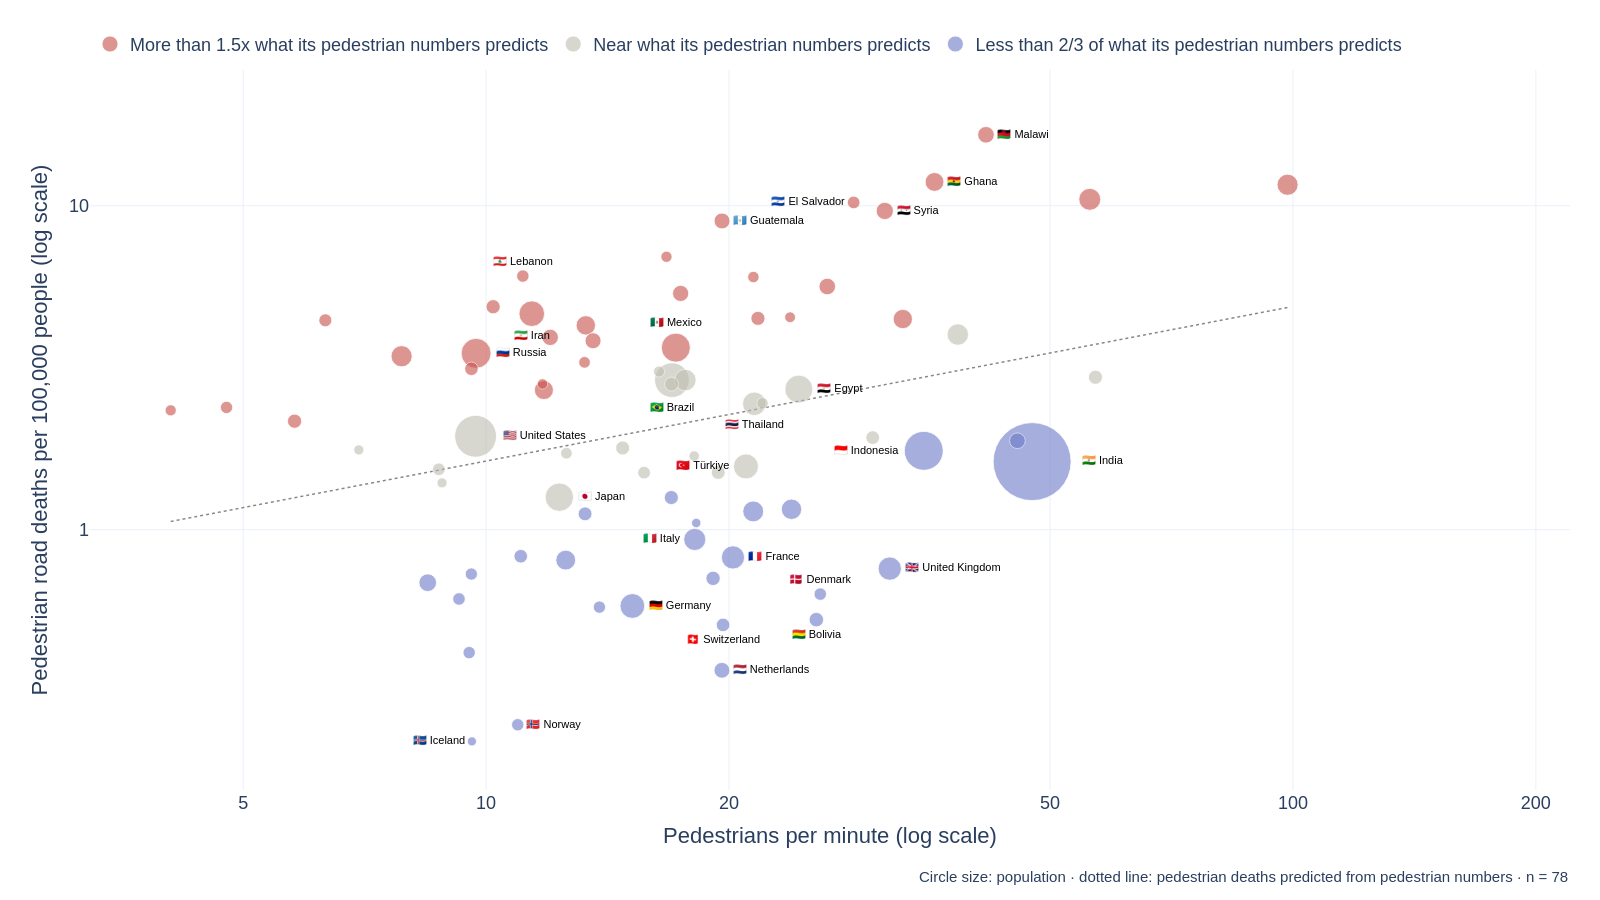 More than 1.5x what its pedestrian numbers predicts
Near what its pedestrian numbers predicts
Less than 2/3 of what its pedestrian numbers predicts
Pedestrian road deaths per 100,000 people (log scale)
10
1
Malawi
Ghana
El Salvador
Syria
Guatemala
Lebanon
Mexico
Iran
Russia
Egypt
Brazil
Thailand
United States
Indonesia
India
Türkiye
Japan
Italy
France
United Kingdom
Denmark
Germany
Bolivia
Switzerland
Netherlands
Norway
Iceland
5
10
20
50
100
200
Pedestrians per minute (log scale)
Circle size: population · dotted line: pedestrian deaths predicted from pedestrian numbers · n = 78